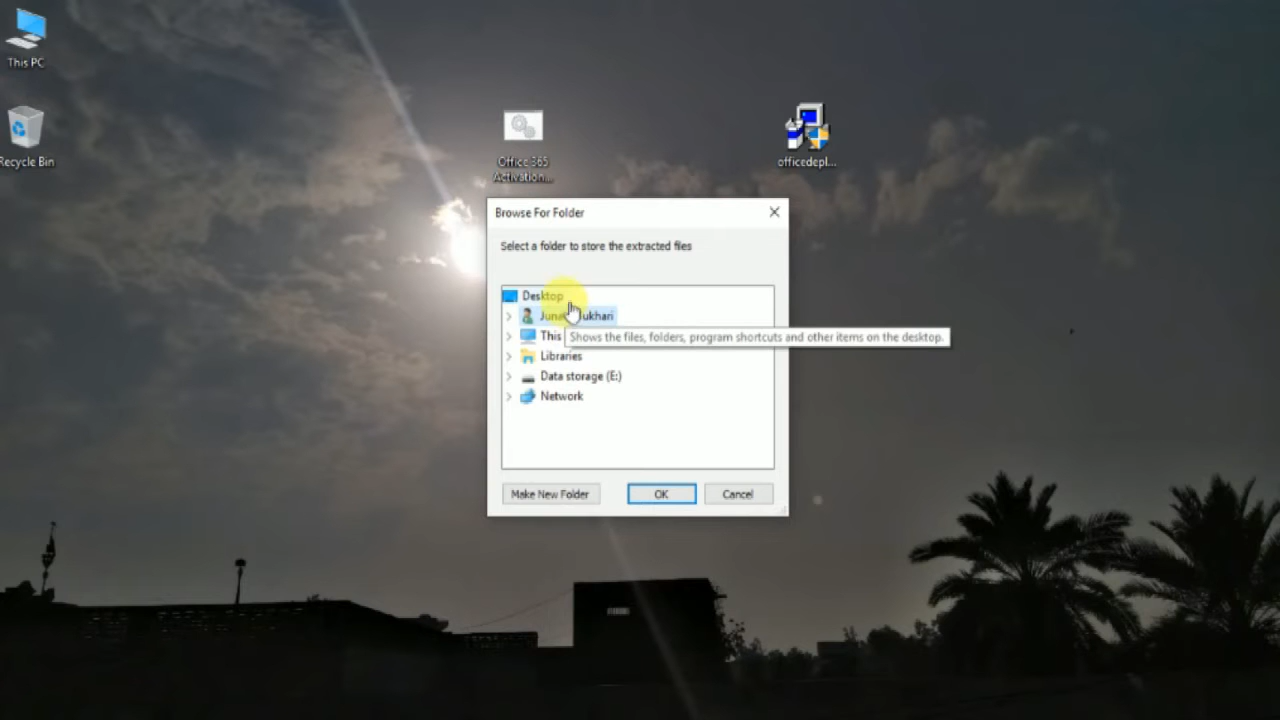 This PC
Recycle Bin
Office 365
Activation...
officedepl...
Browse For Folder
Select a folder to store the extracted files
Desktop
This
Shows the files, folders, program shortcuts and other items on the desktop.
Libraries
Data storage (E:)
Network
Make New Folder
OK
Cancel